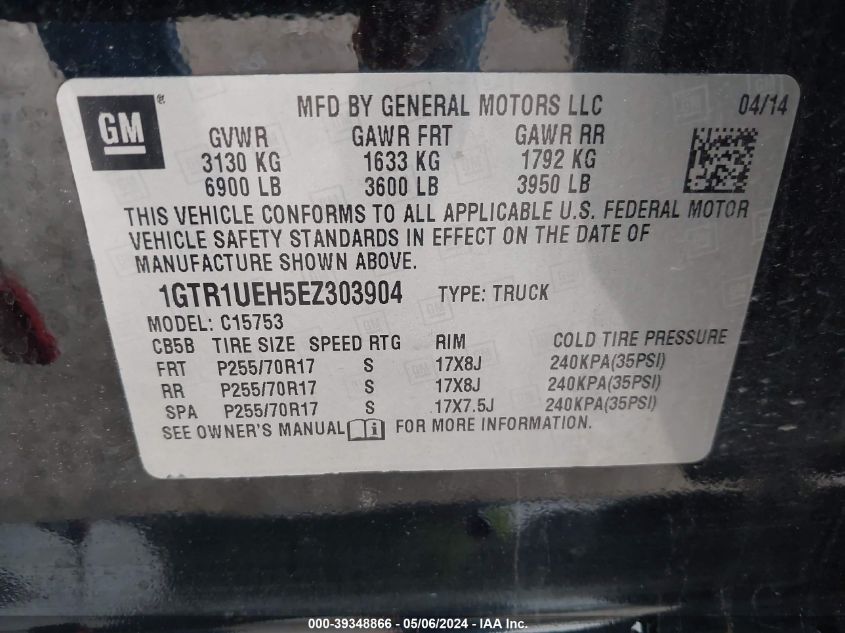 GM ® MFD BY GENERAL MOTORS LLC 04/14
GVWR GAWR FRT GAWR RR
3130 KG 1633 KG 1792 KG
6900 LB 3600 LB 3950 LB
THIS VEHICLE CONFORMS TO ALL APPLICABLE U.S. FEDERAL MOTOR
VEHICLE SAFETY STANDARDS IN EFFECT ON THE DATE OF
MANUFACTURE SHOWN ABOVE.
1GTR1UEH5EZ303904 TYPE: TRUCK
MODEL: C15753
CB5B TIRE SIZE SPEED RTG RIM COLD TIRE PRESSURE
FRT P255/70R17 S 17X8J 240KPA(35PSI)
RR P255/70R17 S 17X8J 240KPA(35PSI)
SPA P255/70R17 S 17X7.5J 240KPA(35PSI)
SEE OWNER'S MANUAL i FOR MORE INFORMATION.
000-39348866 - 05/06/2024 - IAA Inc.